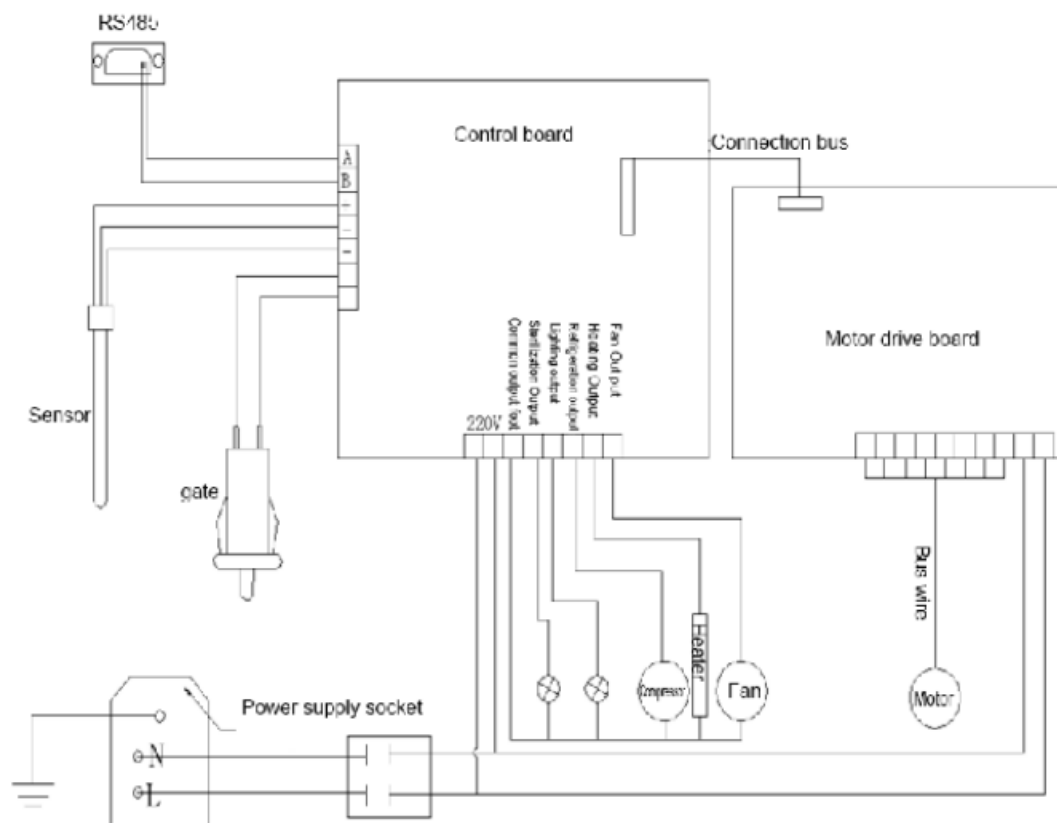 RS485
Control board
Connection bus
A
B
Motor drive board
Fan Output
Heating Output
Refrigeration output
Lighting output
Sterilization Output
Common output foot
220V
Sensor
gate
Bus wire
Heater
Compressor
Fan
Motor
Power supply socket
N
L